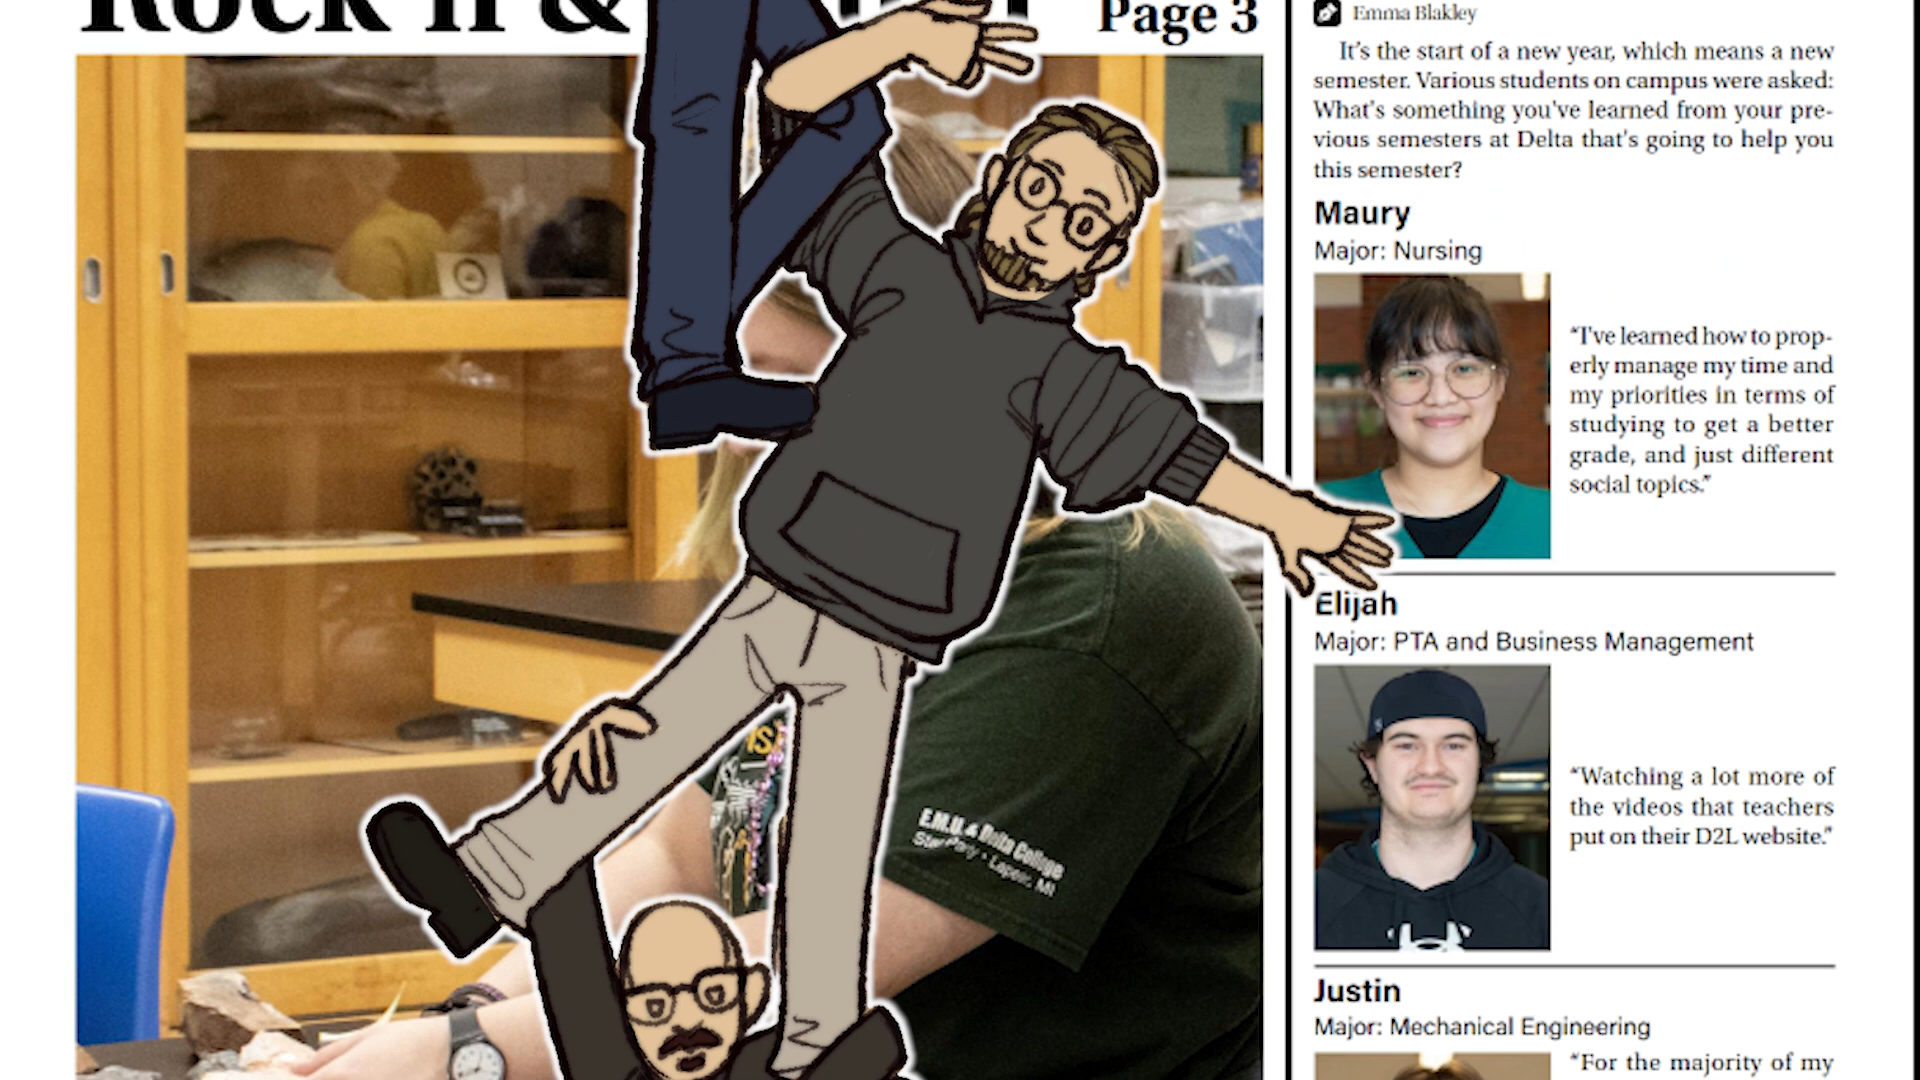 Rock n &
Page 3
Emma Blakley
It's the start of a new year, which means a new
semester. Various students on campus were asked:
What's something you've learned from your pre-
vious semesters at Delta that's going to help you
this semester?
Maury
Major: Nursing
“I've learned how to prop-
erly manage my time and
my priorities in terms of
studying to get a better
grade, and just different
social topics.”
Elijah
Major: PTA and Business Management
“Watching a lot more of
the videos that teachers
put on their D2L website.”
Justin
Major: Mechanical Engineering
“For the majority of my
E.M.U. & Delta College
Star Party • Lapeer, MI